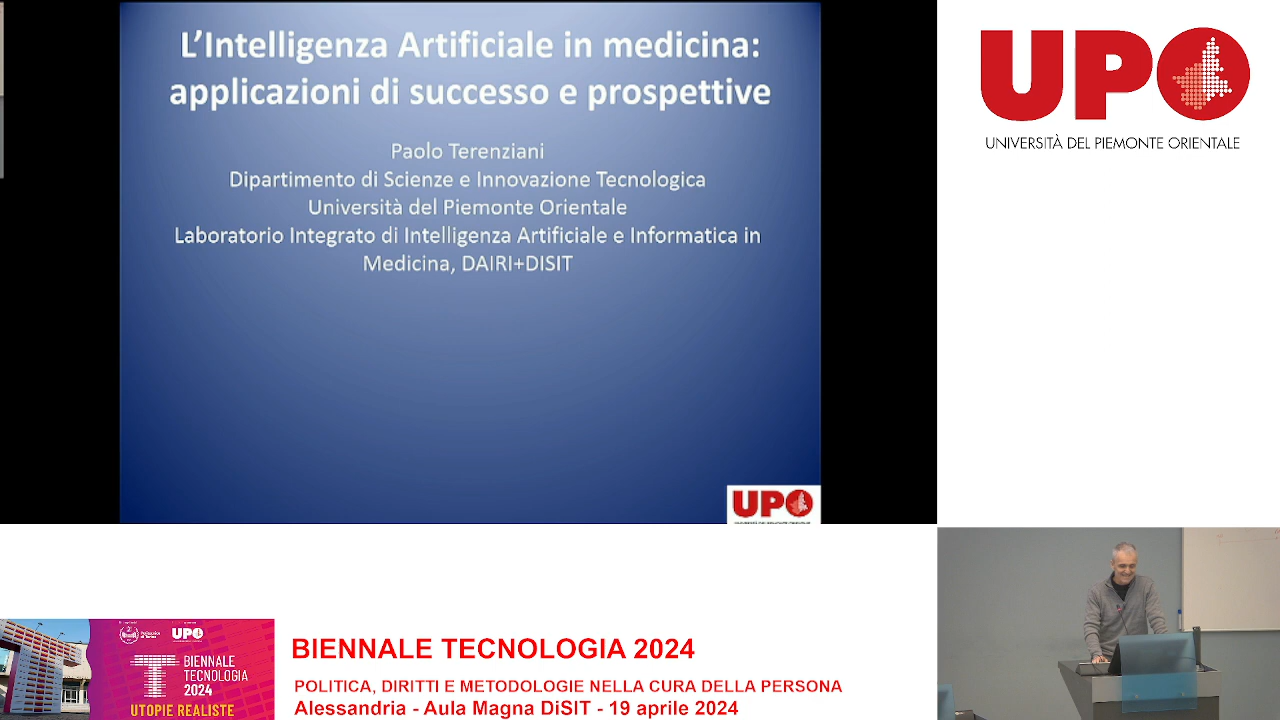 L'Intelligenza Artificiale in medicina:
applicazioni di successo e prospettive
Paolo Terenziani
Dipartimento di Scienze e Innovazione Tecnologica
Università del Piemonte Orientale
Laboratorio Integrato di Intelligenza Artificiale e Informatica in
Medicina, DAIRI+DISIT
UPO
UPO
UNIVERSITÀ DEL PIEMONTE ORIENTALE
UPO
T
BIENNALE
TECNOLOGIA
2024
UTOPIE REALISTE
BIENNALE TECNOLOGIA 2024
POLITICA, DIRITTI E METODOLOGIE NELLA CURA DELLA PERSONA
Alessandria - Aula Magna DiSIT - 19 aprile 2024